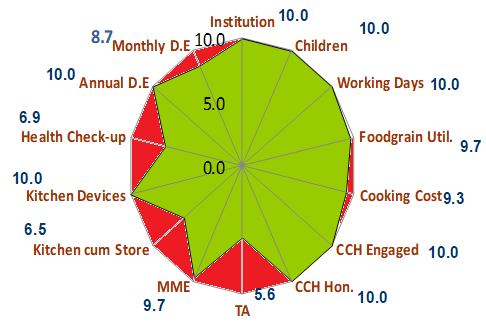 Institution
10.0
Children
10.0
Working Days
10.0
Foodgrain Util.
9.7
Cooking Cost
9.3
CCH Engaged
10.0
CCH Hon.
10.0
TA
5.6
MME
9.7
Kitchen cum Store
6.5
Kitchen Devices
10.0
Health Check-up
6.9
Annual D.E
10.0
Monthly D.E
8.7
10.0
5.0
0.0